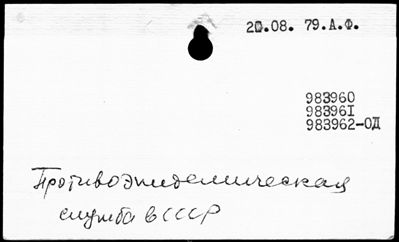 20.08. 79.А.Ф.
983960
983961
983962-ОД
Противоэпидемическая
служба в СССР